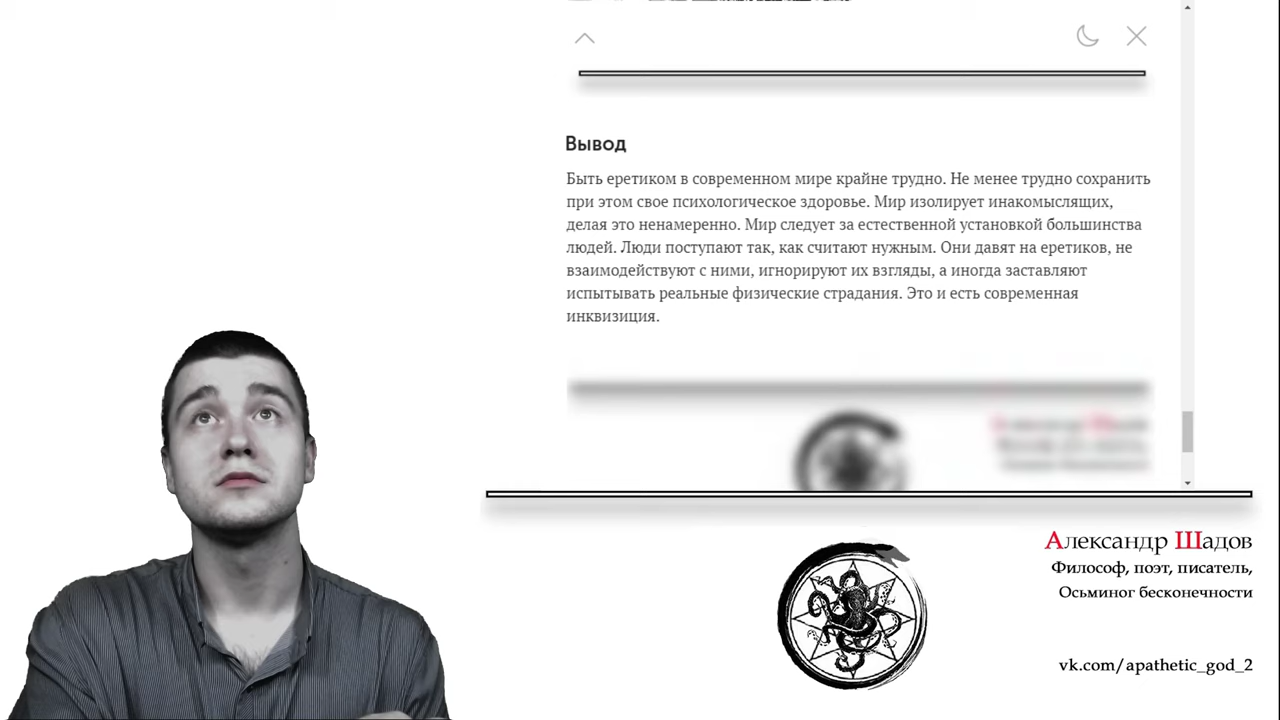 Вывод
Быть еретиком в современном мире крайне трудно. Не менее трудно сохранить
при этом свое психологическое здоровье. Мир изолирует инакомыслящих,
делая это ненамеренно. Мир следует за естественной установкой большинства
людей. Люди поступают так, как считают нужным. Они давят на еретиков, не
взаимодействуют с ними, игнорируют их взгляды, а иногда заставляют
испытывать реальные физические страдания. Это и есть современная
инквизиция.
Александр Шадов
Философ, поэт, писатель,
Осьминог бесконечности
vk.com/apathetic_god_2